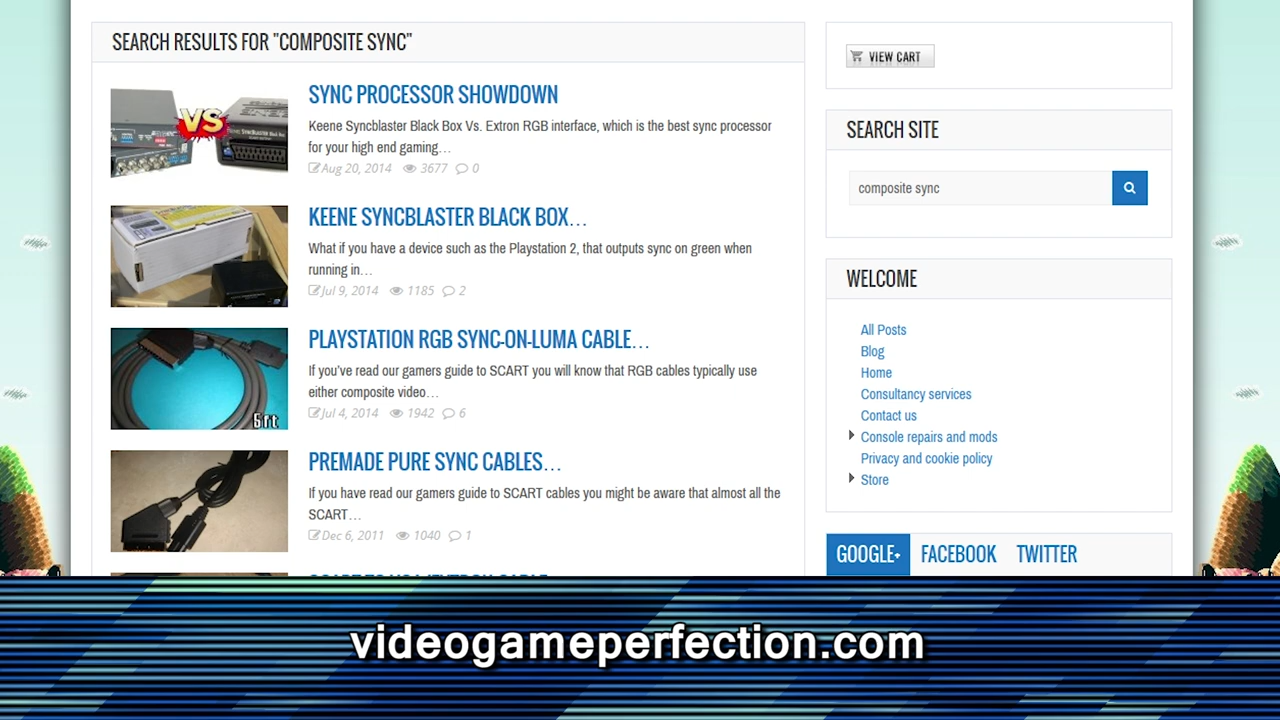 SEARCH RESULTS FOR "COMPOSITE SYNC"
VS
SYNC PROCESSOR SHOWDOWN
Keene Syncblaster Black Box Vs. Extron RGB interface, which is the best sync processor
for your high end gaming…
Aug 20, 2014 3677 0
KEENE SYNCBLASTER BLACK BOX…
What if you have a device such as the Playstation 2, that outputs sync on green when
running in…
Jul 9, 2014 1185 2
6rt
PLAYSTATION RGB SYNC-ON-LUMA CABLE…
If you've read our gamers guide to SCART you will know that RGB cables typically use
either composite video…
Jul 4, 2014 1942 6
PREMADE PURE SYNC CABLES…
If you have read our gamers guide to SCART cables you might be aware that almost all the
SCART…
Dec 6, 2011 1040 1
VIEW CART
SEARCH SITE
composite sync
WELCOME
All Posts
Blog
Home
Consultancy services
Contact us
Console repairs and mods
Privacy and cookie policy
Store
GOOGLE+ FACEBOOK TWITTER
videogameperfection.com